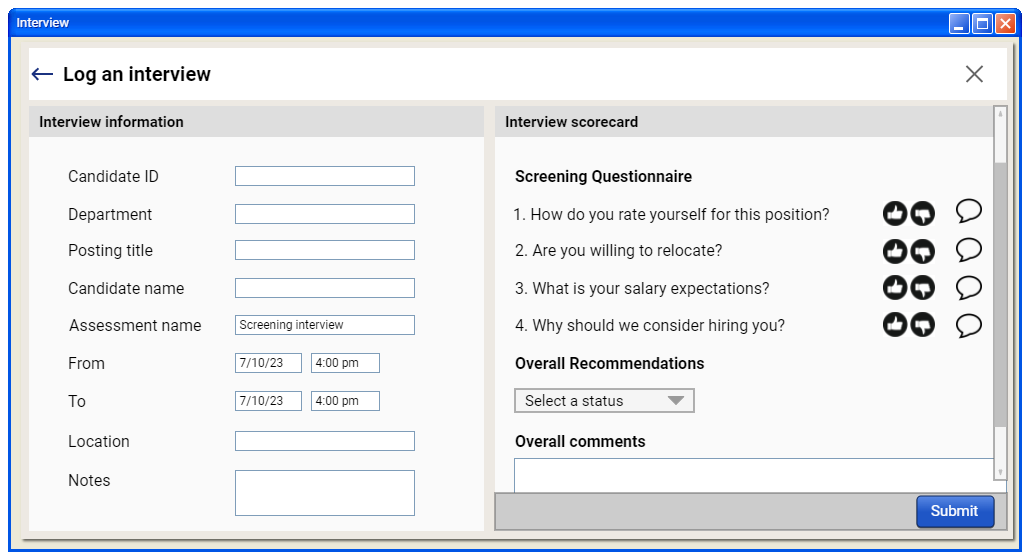 Interview
Log an interview
Interview information
Candidate ID
Department
Posting title
Candidate name
Assessment name Screening interview
From 7/10/23 4:00 pm
To 7/10/23 4:00 pm
Location
Notes
Interview scorecard
Screening Questionnaire
1. How do you rate yourself for this position?
2. Are you willing to relocate?
3. What is your salary expectations?
4. Why should we consider hiring you?
Overall Recommendations
Select a status
Overall comments
Submit